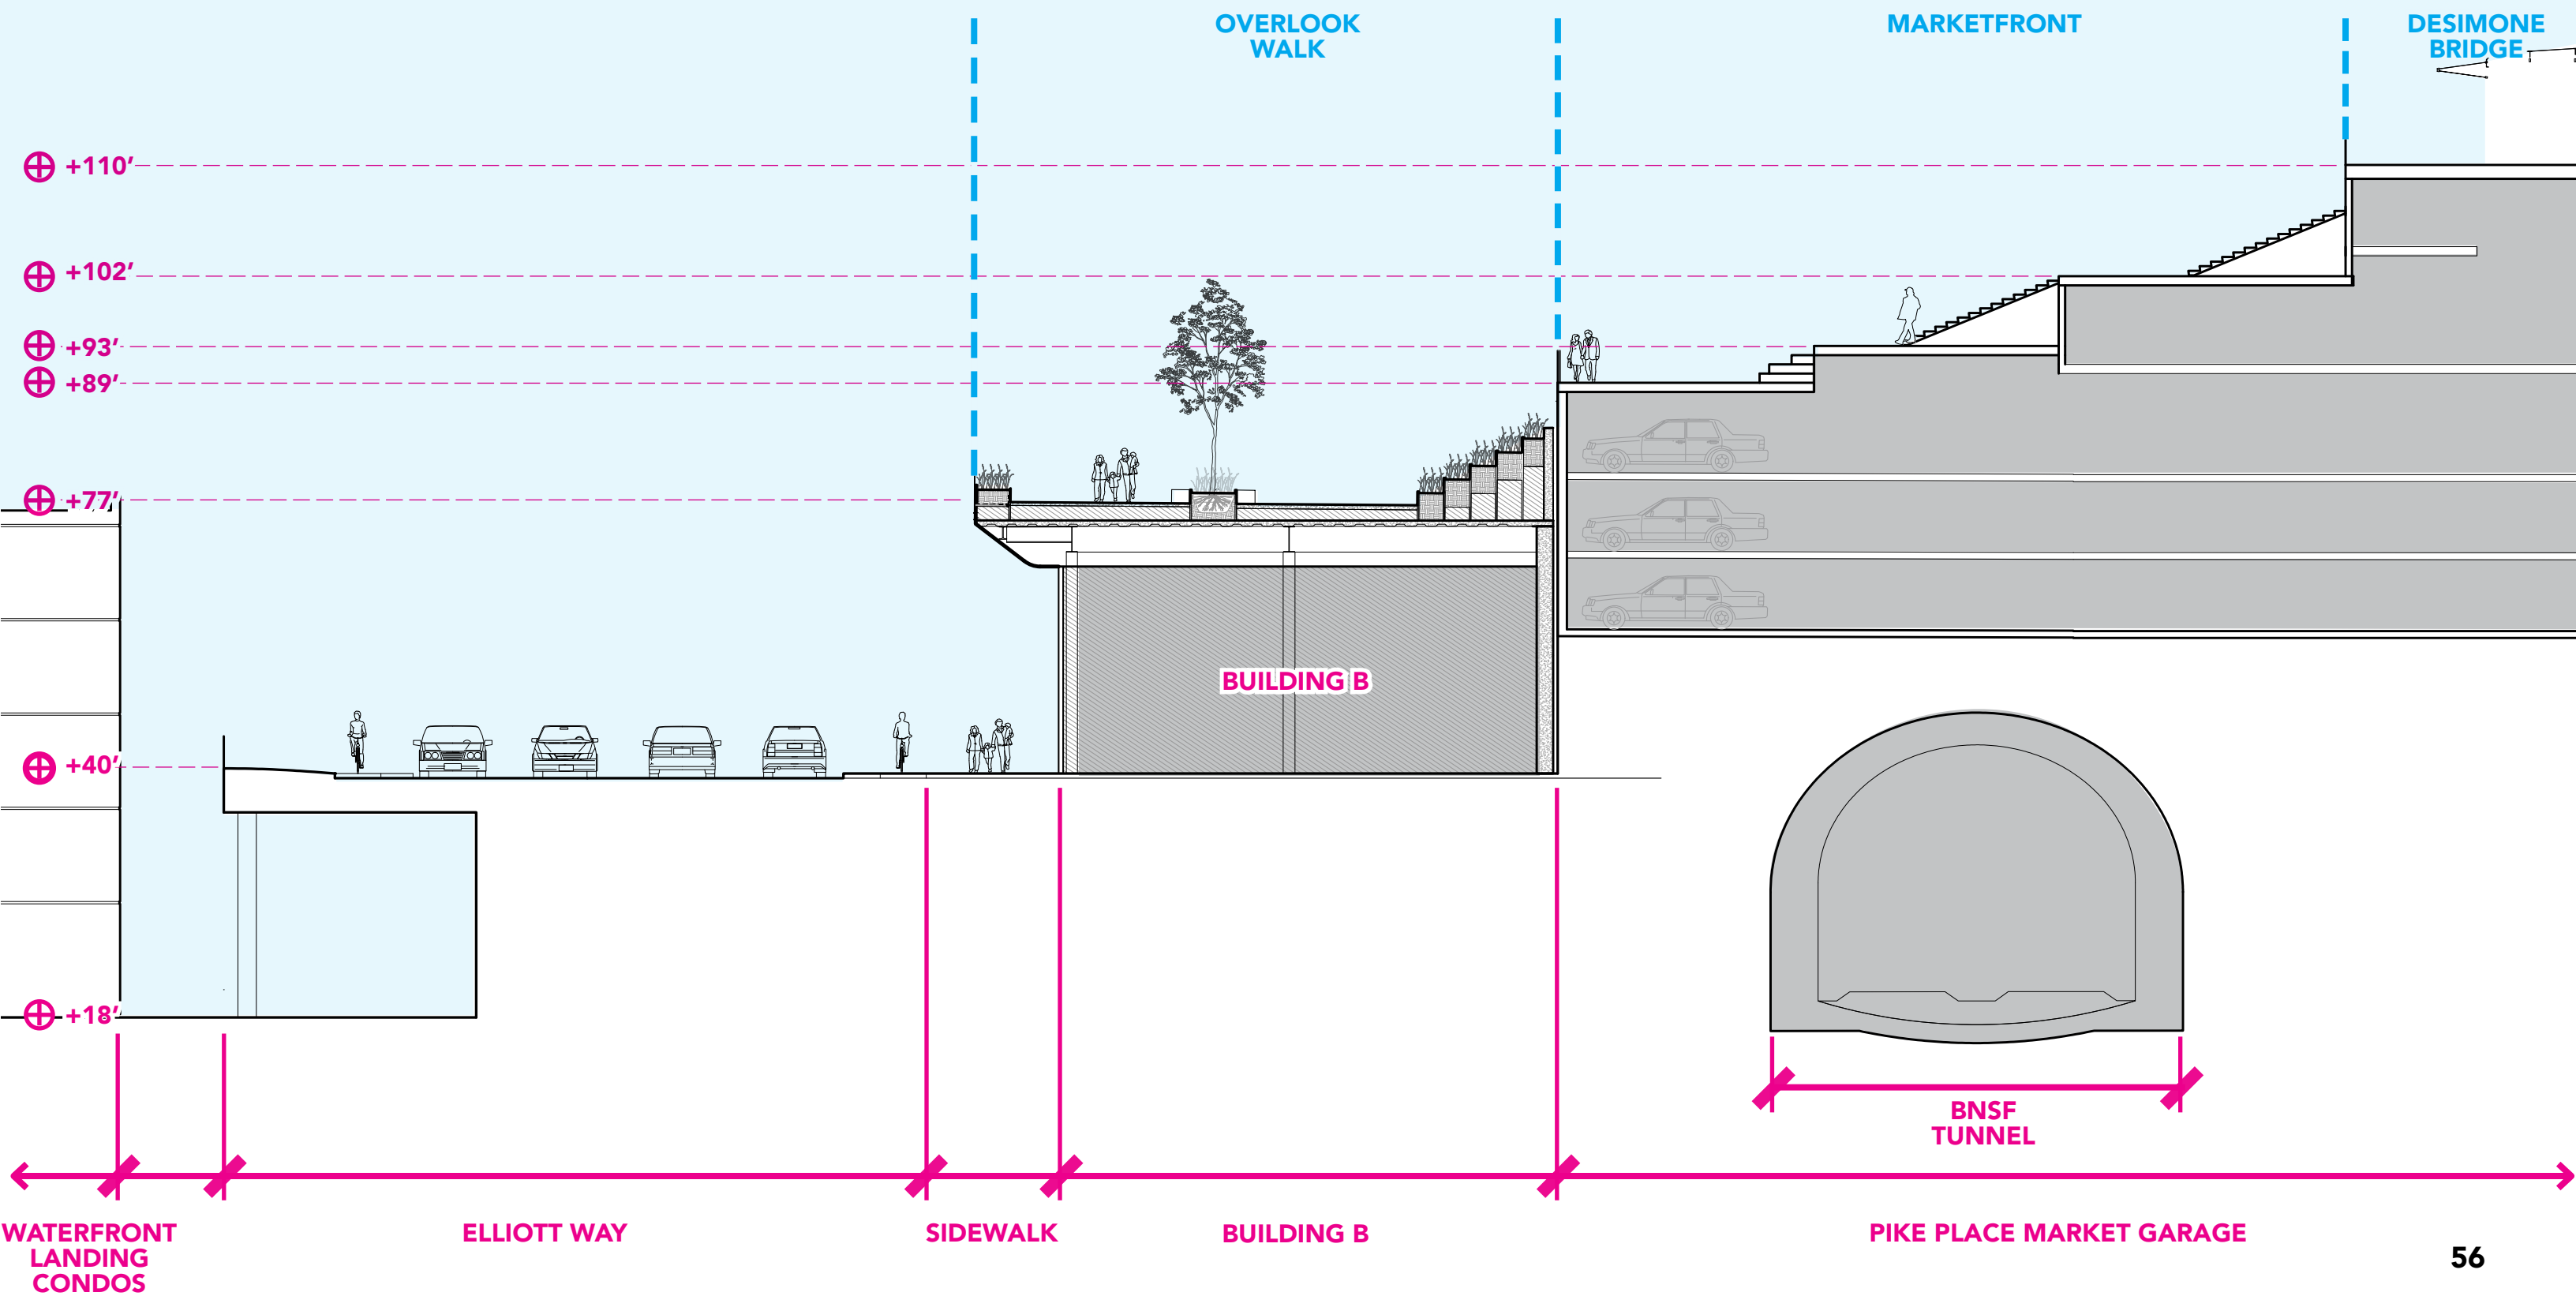 OVERLOOK
WALK
MARKETFRONT
DESIMONE
BRIDGE
+110’
+102’
+93’
+89’
+77’
BUILDING B
+40’
+18’
BNSF
TUNNEL
WATERFRONT
LANDING
CONDOS
ELLIOTT WAY
SIDEWALK
BUILDING B
PIKE PLACE MARKET GARAGE
56